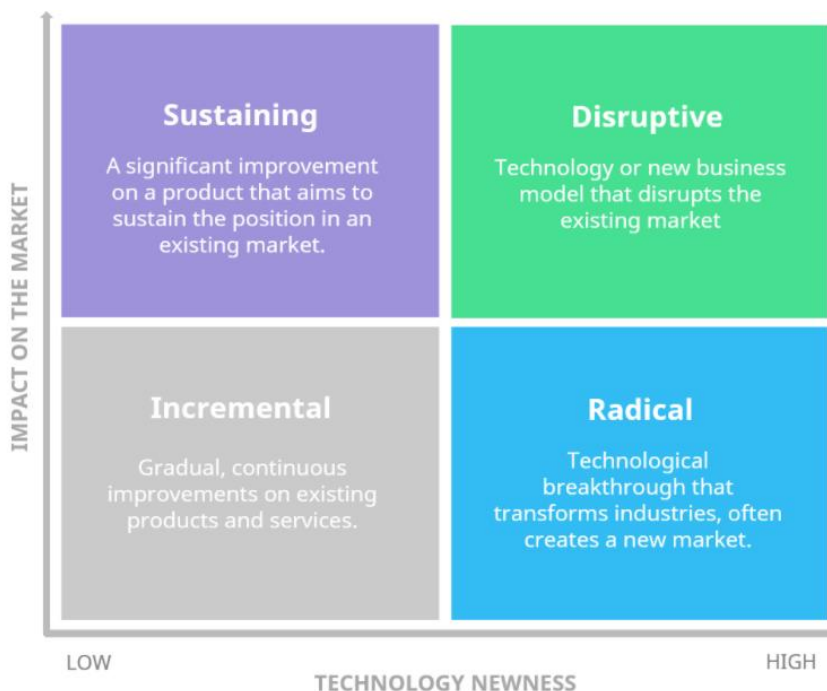 IMPACT ON THE MARKET
Sustaining
A significant improvement
on a product that aims to
sustain the position in an
existing market.
Disruptive
Technology or new business
model that disrupts the
existing market
Incremental
Gradual, continuous
improvements on existing
products and services.
Radical
Technological
breakthrough that
transforms industries, often
creates a new market.
LOW
HIGH
TECHNOLOGY NEWNESS